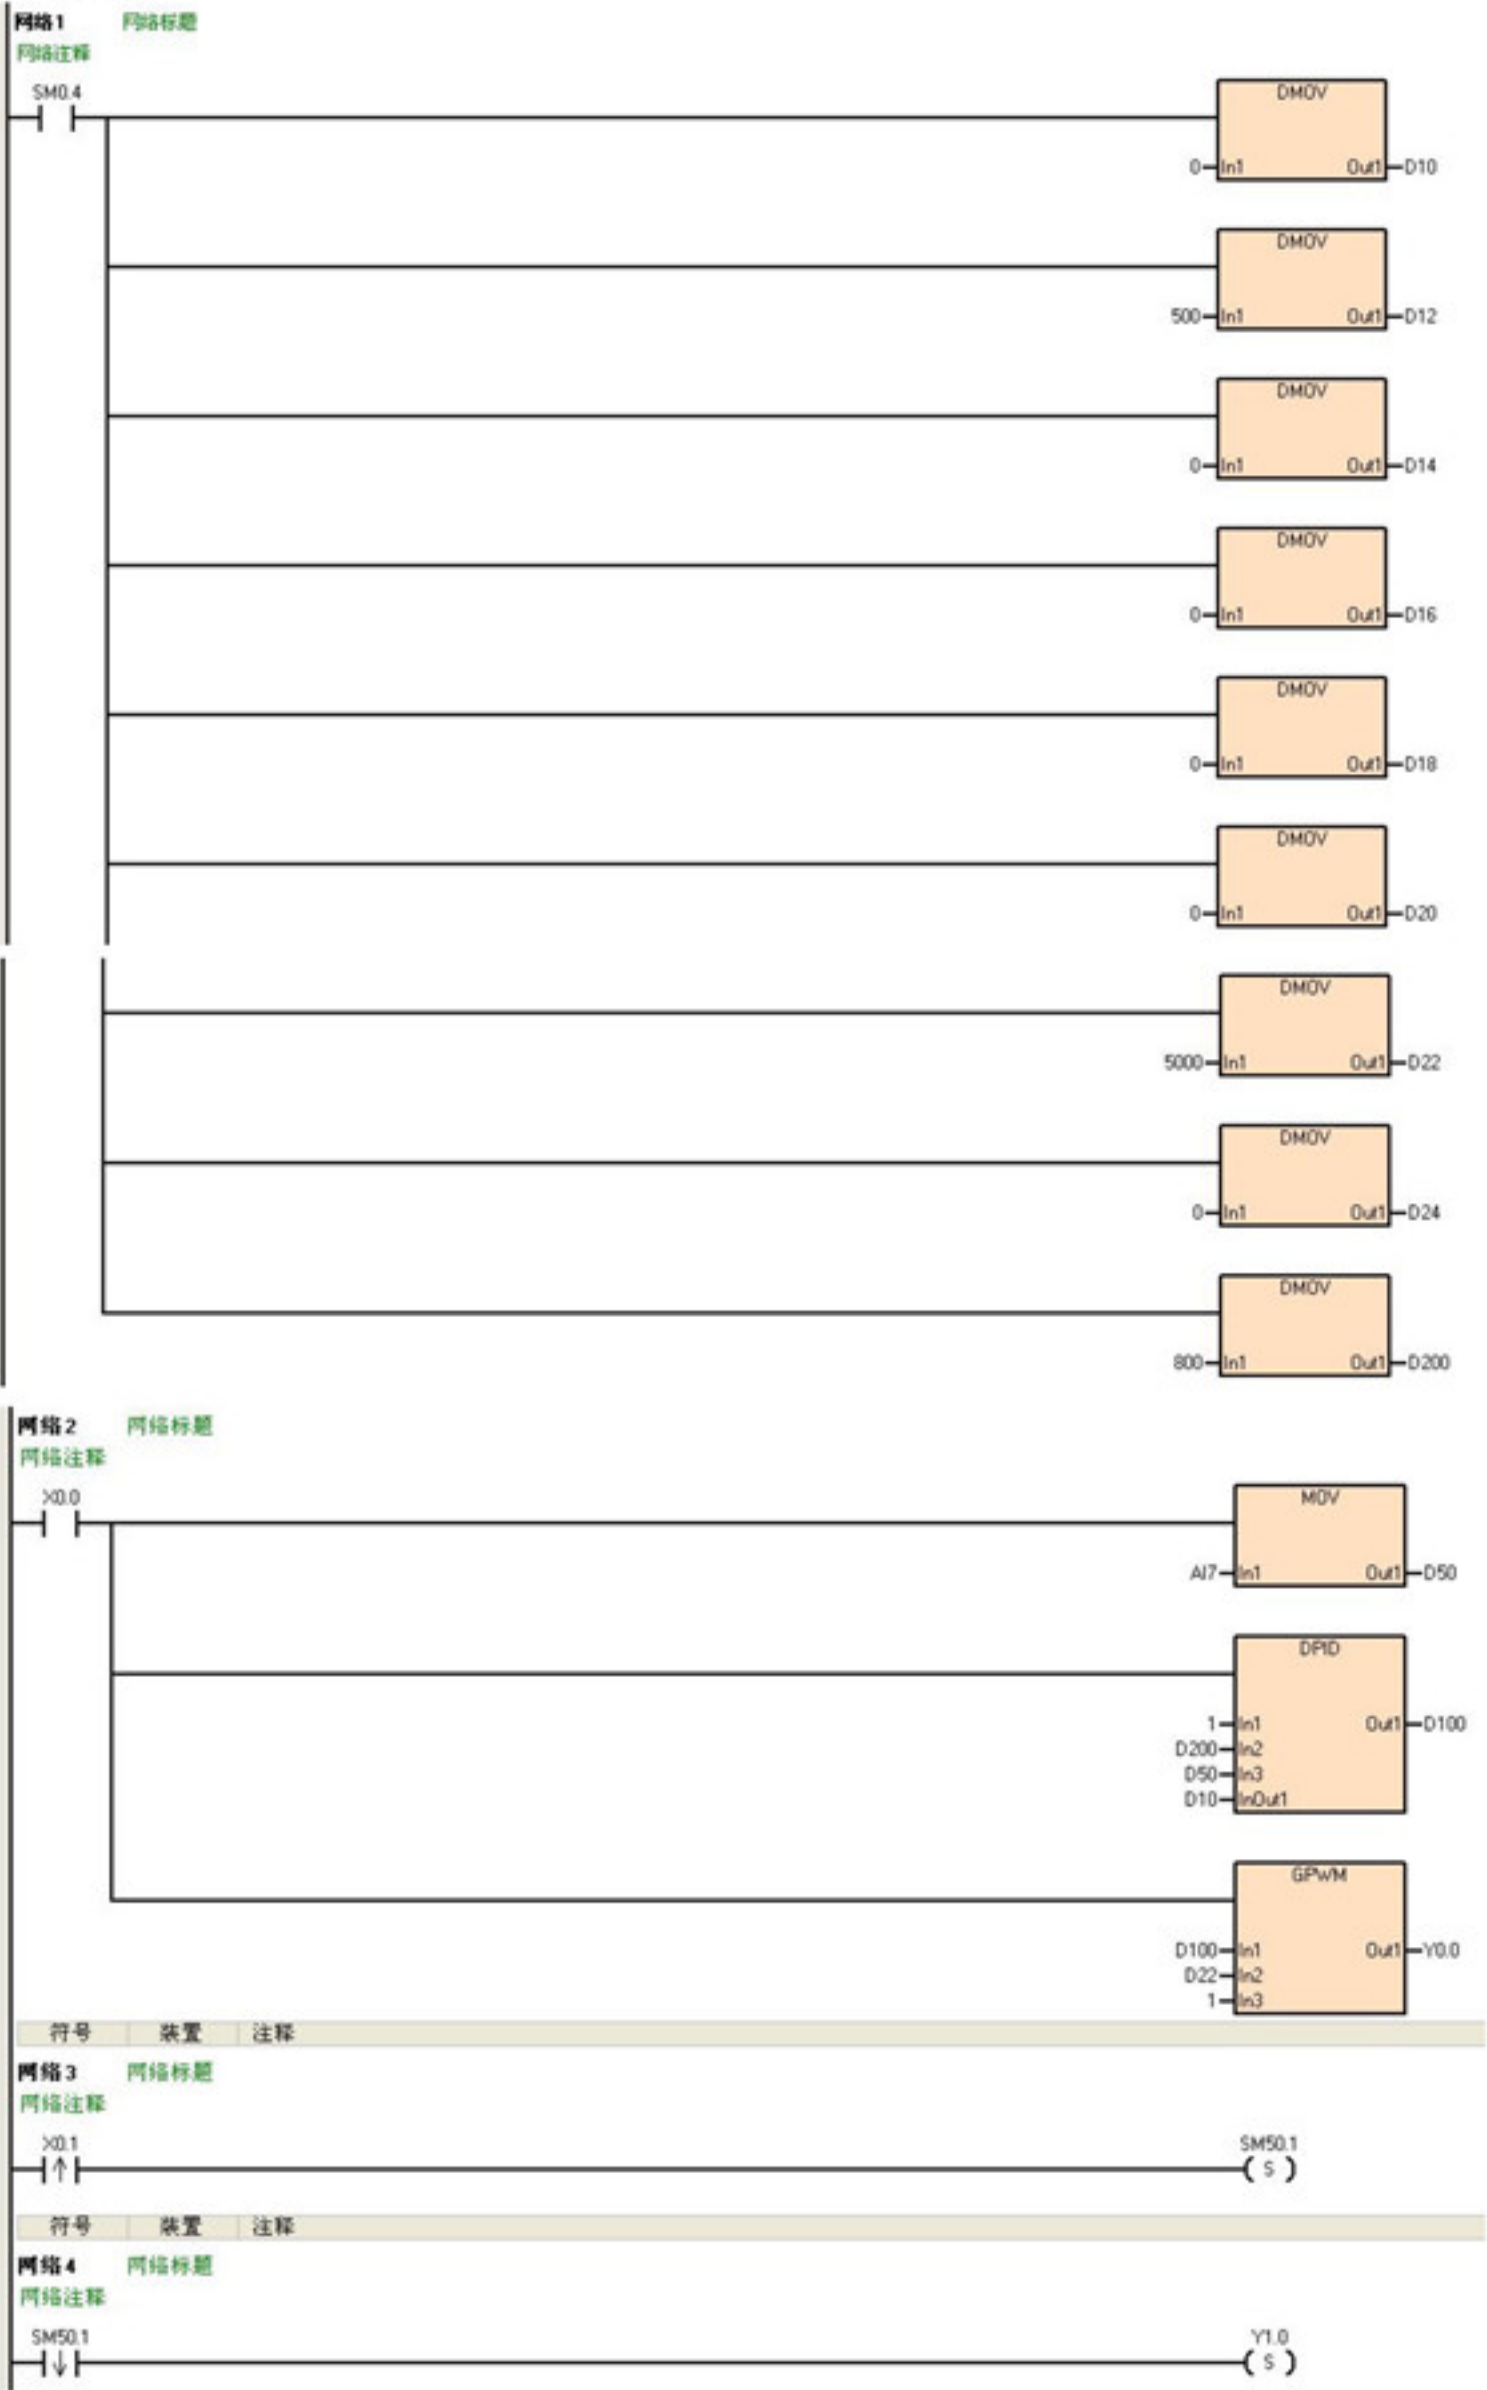 网络1 网络标题
网络注释
SM0.4
DMOV
0 In1 Out1 D10
DMOV
500 In1 Out1 D12
DMOV
0 In1 Out1 D14
DMOV
0 In1 Out1 D16
DMOV
0 In1 Out1 D18
DMOV
0 In1 Out1 D20
DMOV
5000 In1 Out1 D22
DMOV
0 In1 Out1 D24
DMOV
800 In1 Out1 D200
网络2 网络标题
网络注释
X0.0
MOV
AI7 In1 Out1 D50
DPID
1 In1 Out1 D100
D200 In2
D50 In3
D10 InOut1
GPWM
D100 In1 Out1 Y0.0
D22 In2
1 In3
符号 装置 注释
网络3 网络标题
网络注释
X0.1 SM50.1
S
符号 装置 注释
网络4 网络标题
网络注释
SM50.1 Y1.0
S